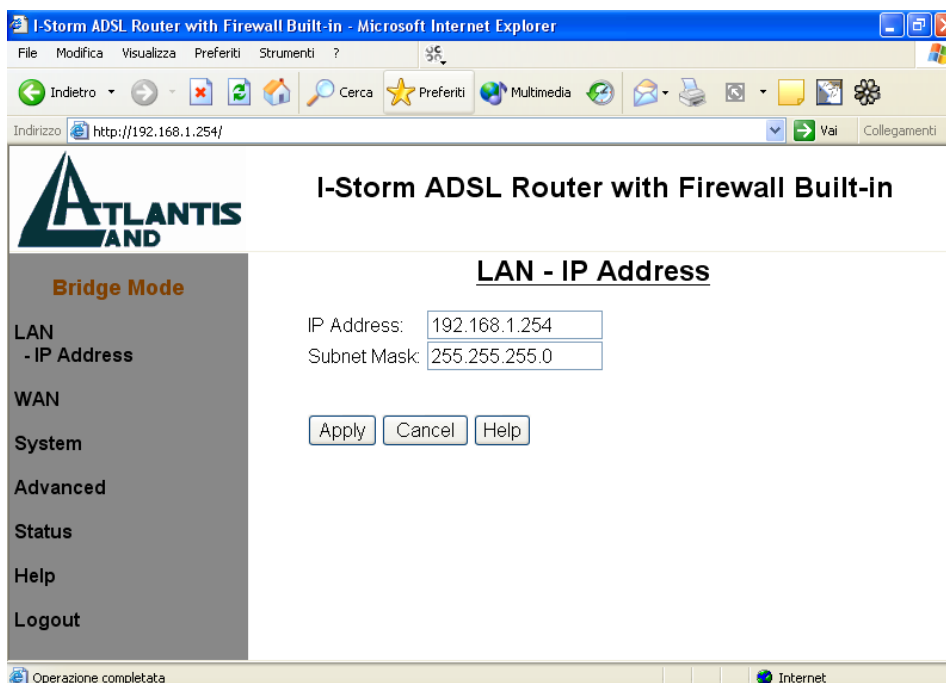 I-Storm ADSL Router with Firewall Built-in - Microsoft Internet Explorer
File Modifica Visualizza Preferiti Strumenti ?
Indietro Cerca Preferiti Multimedia
Indirizzo http://192.168.1.254/ Vai Collegamenti
ATLANTIS
LAND
I-Storm ADSL Router with Firewall Built-in
Bridge Mode
LAN
- IP Address
WAN
System
Advanced
Status
Help
Logout
LAN - IP Address
IP Address: 192.168.1.254
Subnet Mask: 255.255.255.0
Apply Cancel Help
Operazione completata Internet